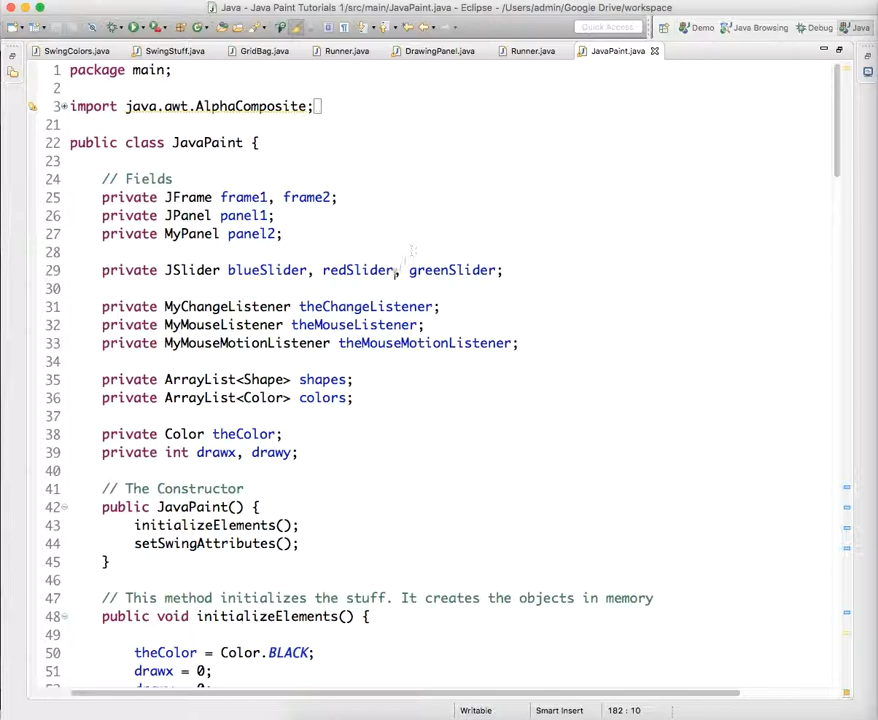 Java - Java Paint Tutorials 1/src/main/JavaPaint.java - Eclipse - /Users/admin/Google Drive/workspace
Quick Access
Demo
Java Browsing
Debug
Java
SwingColors.java
SwingStuff.java
GridBag.java
Runner.java
DrawingPanel.java
Runner.java
JavaPaint.java
1 package main;
2
3 import java.awt.AlphaComposite;
21
22 public class JavaPaint {
23
24 // Fields
25 private JFrame frame1, frame2;
26 private JPanel panel1;
27 private MyPanel panel2;
28
29 private JSlider blueSlider, redSlider, greenSlider;
30
31 private MyChangeListener theChangeListener;
32 private MyMouseListener theMouseListener;
33 private MyMouseMotionListener theMouseMotionListener;
34
35 private ArrayList<Shape> shapes;
36 private ArrayList<Color> colors;
37
38 private Color theColor;
39 private int drawx, drawy;
40
41 // The Constructor
42 public JavaPaint() {
43 initializeElements();
44 setSwingAttributes();
45 }
46
47 // This method initializes the stuff. It creates the objects in memory
48 public void initializeElements() {
49
50 theColor = Color.BLACK;
51 drawx = 0;
Writable
Smart Insert
182 : 10